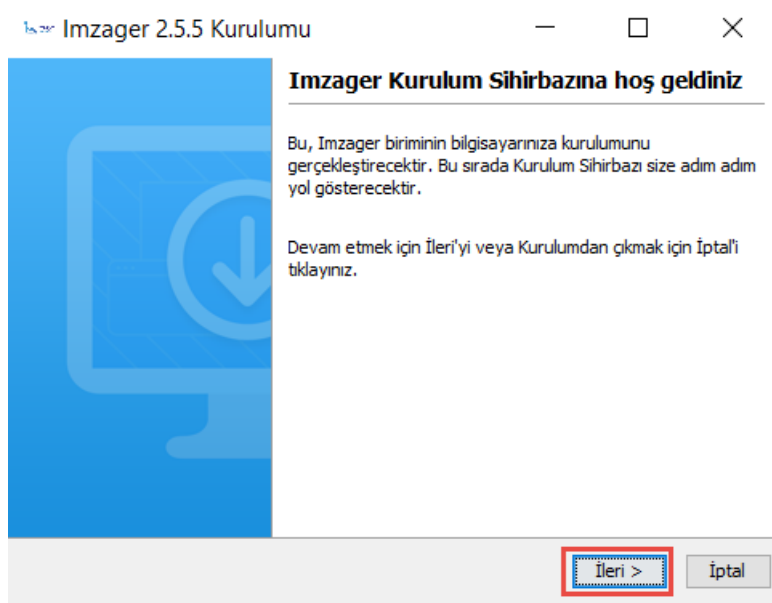 Imzager 2.5.5 Kurulumu
Imzager Kurulum Sihirbazına hoş geldiniz
Bu, Imzager biriminin bilgisayarınıza kurulumunu
gerçekleştirecektir. Bu sırada Kurulum Sihirbazı size adım adım
yol gösterecektir.
Devam etmek için İleri'yi veya Kurulumdan çıkmak için İptal'i
tıklayınız.
İleri >
İptal